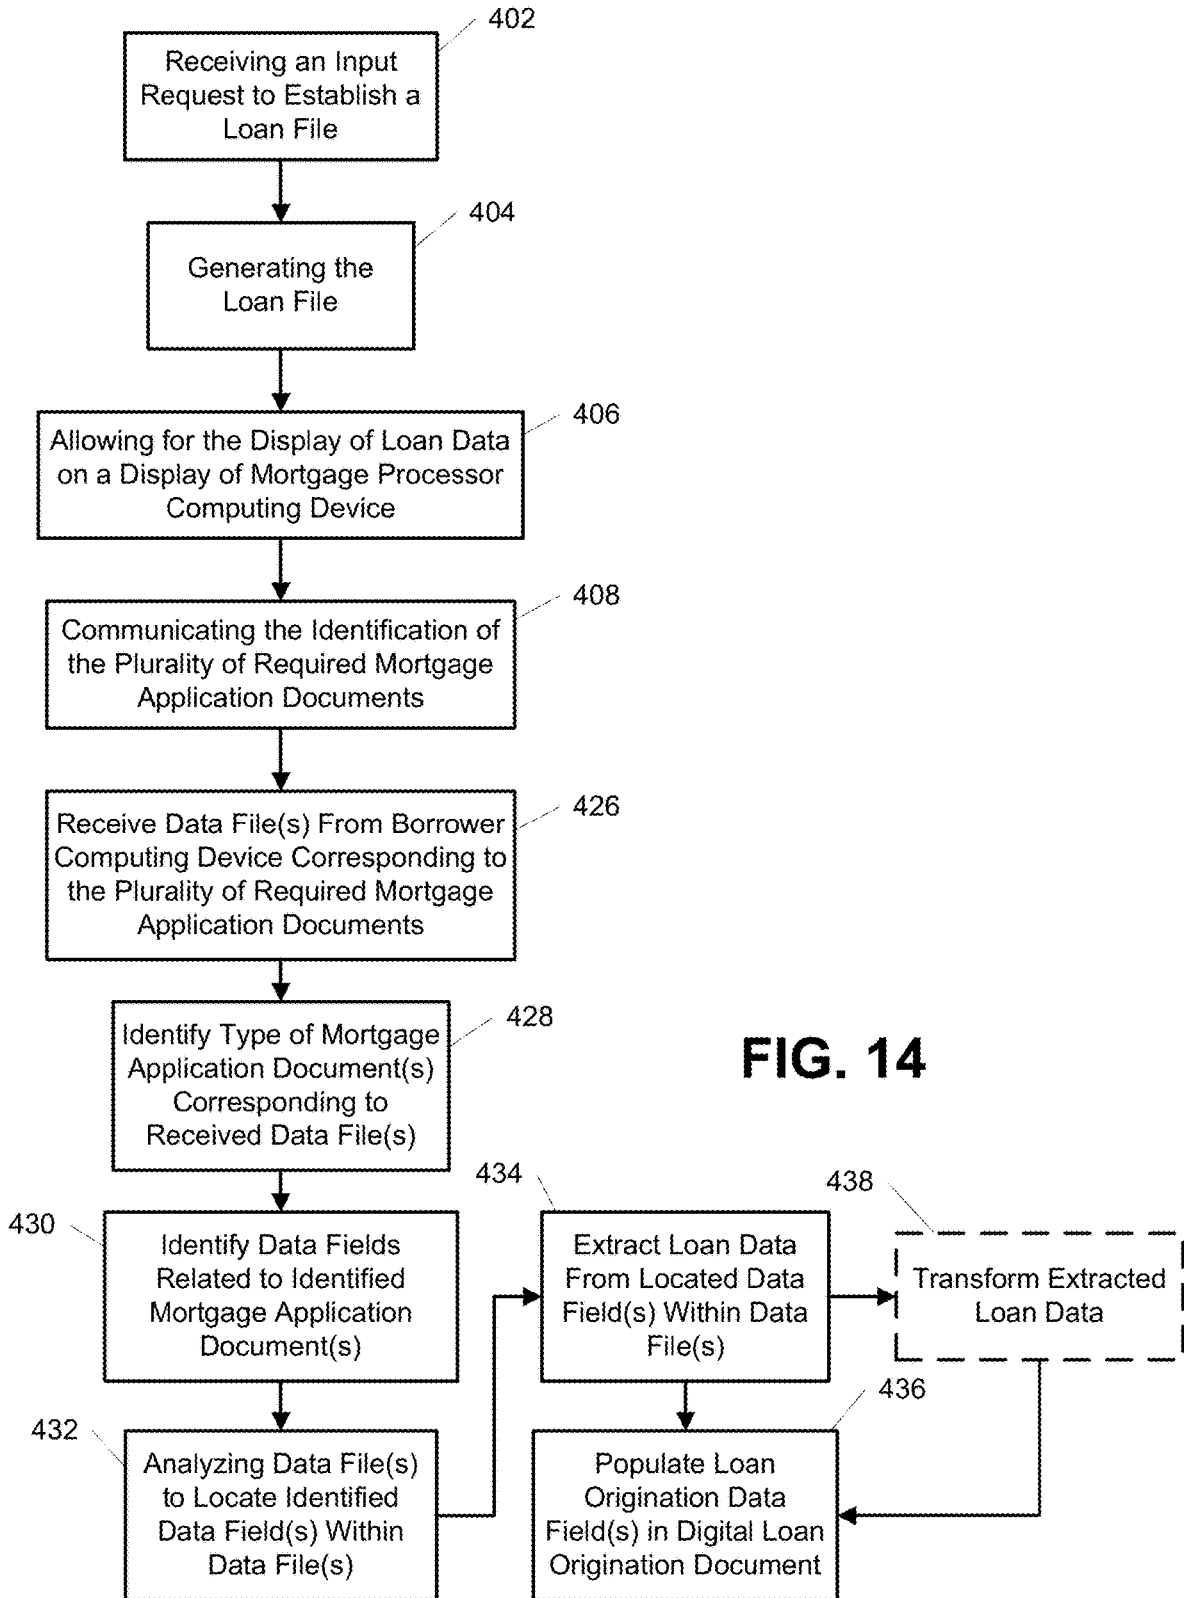 402
Receiving an Input
Request to Establish a
Loan File
404
Generating the
Loan File
406
Allowing for the Display of Loan Data
on a Display of Mortgage Processor
Computing Device
408
Communicating the Identification of
the Plurality of Required Mortgage
Application Documents
426
Receive Data File(s) From Borrower
Computing Device Corresponding to
the Plurality of Required Mortgage
Application Documents
428
Identify Type of Mortgage
Application Document(s)
Corresponding to
Received Data File(s)
FIG. 14
430
Identify Data Fields
Related to Identified
Mortgage Application
Document(s)
432
Analyzing Data File(s)
to Locate Identified
Data Field(s) Within
Data File(s)
434
Extract Loan Data
From Located Data
Field(s) Within Data
File(s)
438
Transform Extracted
Loan Data
436
Populate Loan
Origination Data
Field(s) in Digital Loan
Origination Document